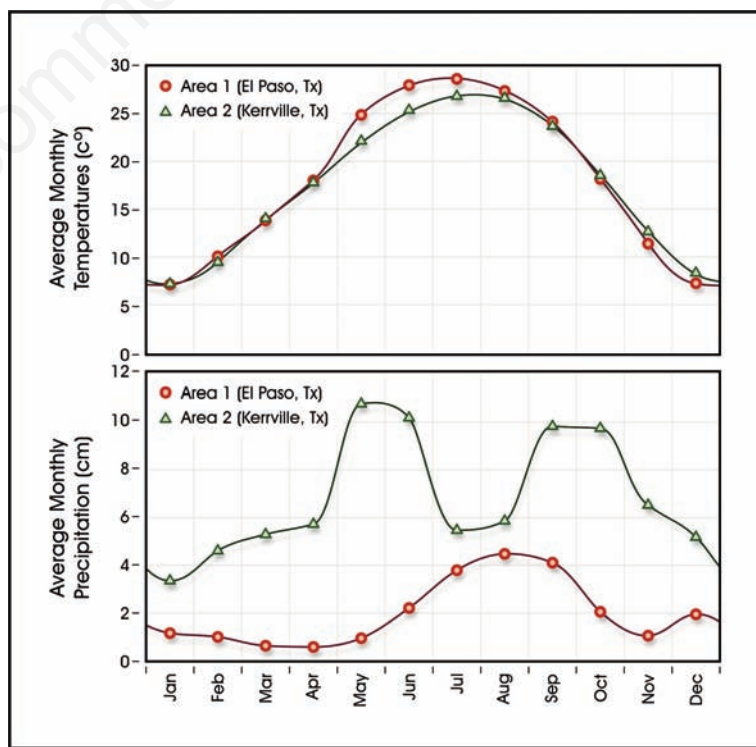 omm
30
25
20
15
10
5
0
Average Monthly
Temperatures (c°)
Area 1 (El Paso, Tx)
Area 2 (Kerrville, Tx)
12
10
8
6
4
2
0
Average Monthly
Precipitation (cm)
Area 1 (El Paso, Tx)
Area 2 (Kerrville, Tx)
Jan
Feb
Mar
Apr
May
Jun
Jul
Aug
Sep
Oct
Nov
Dec